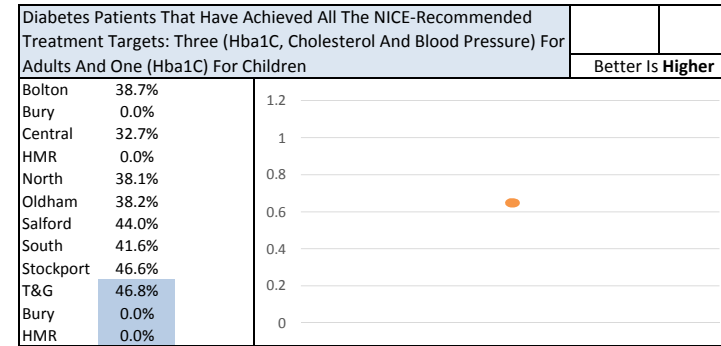 Diabetes Patients That Have Achieved All The NICE-Recommended
Treatment Targets: Three (Hba1C, Cholesterol And Blood Pressure) For
Adults And One (Hba1C) For Children
Better Is Higher
Bolton 38.7%
Bury 0.0%
Central 32.7%
HMR 0.0%
North 38.1%
Oldham 38.2%
Salford 44.0%
South 41.6%
Stockport 46.6%
T&G 46.8%
Bury 0.0%
HMR 0.0%
1.2
1
0.8
0.6
0.4
0.2
0